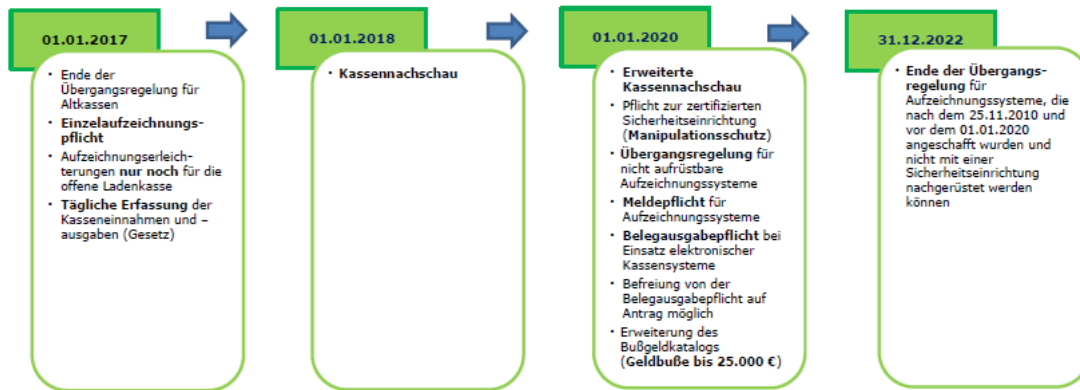 01.01.2017
• Ende der
Übergangsregelung für
Altkassen
• Einzelaufzeichnungs-
pflicht
• Aufzeichnungserleich-
terungen nur noch für die
offene Ladenkasse
• Tägliche Erfassung der
Kasseneinnahmen und –
ausgaben (Gesetz)
01.01.2018
• Kassennachschau
01.01.2020
• Erweiterte
Kassennachschau
• Pflicht zur zertifizierten
Sicherheitseinrichtung
(Manipulationsschutz)
• Übergangsregelung für
nicht aufrüstbare
Aufzeichnungssysteme
• Meldepflicht für
Aufzeichnungssysteme
• Belegausgabepflicht bei
Einsatz elektronischer
Kassensysteme
• Befreiung von der
Belegausgabepflicht auf
Antrag möglich
• Erweiterung des
Bußgeldkatalogs
(Geldbuße bis 25.000 €)
31.12.2022
• Ende der Übergangs-
regelung für
Aufzeichnungssysteme, die
nach dem 25.11.2010 und
vor dem 01.01.2020
angeschafft wurden und
nicht mit einer
Sicherheitseinrichtung
nachgerüstet werden
können